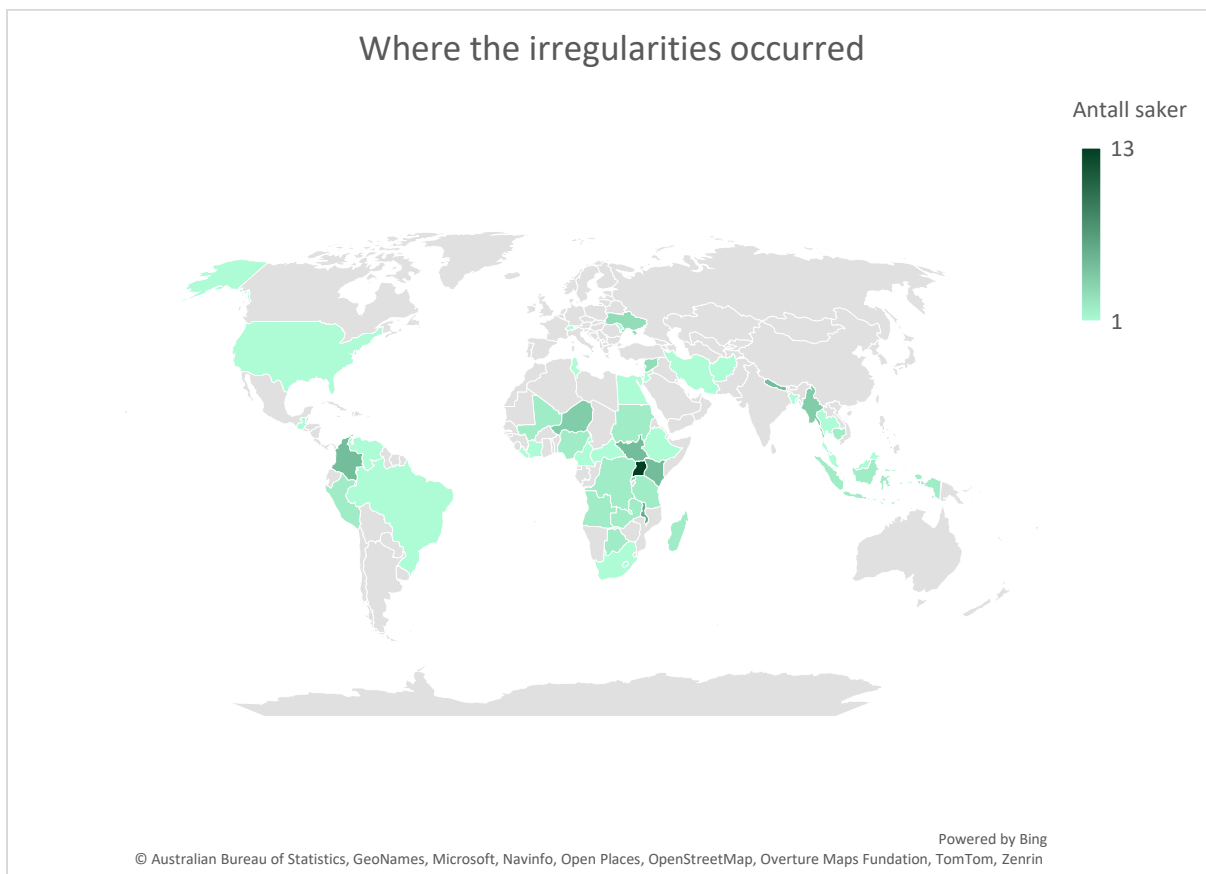 Where the irregularities occurred
Antall saker
13
1
Powered by Bing
© Australian Bureau of Statistics, GeoNames, Microsoft, Navinfo, Open Places, OpenStreetMap, Overture Maps Fundation, TomTom, Zenrin